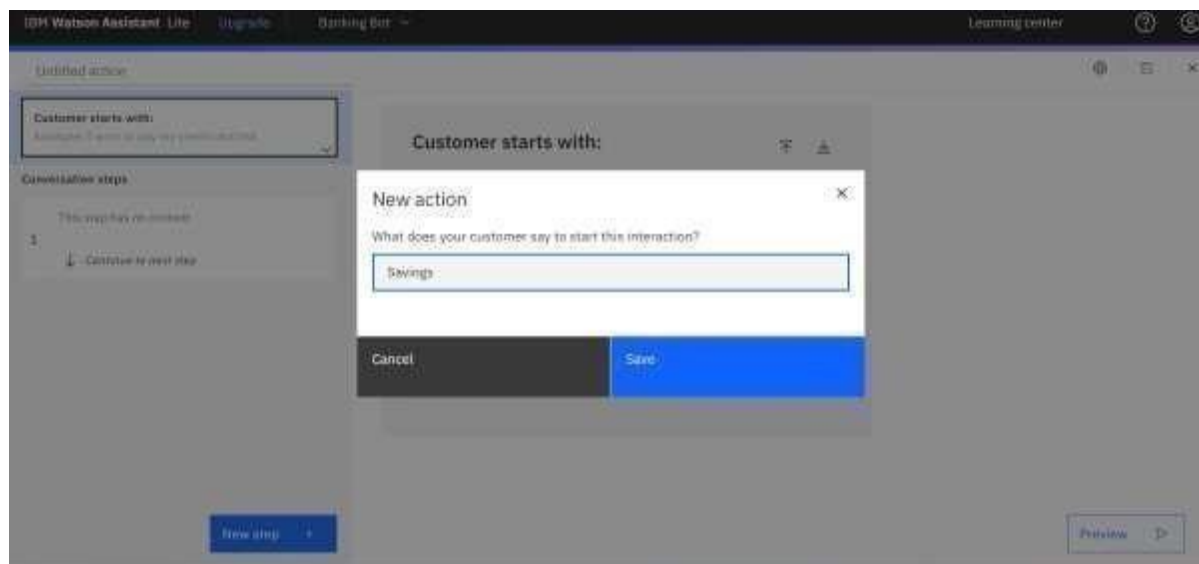 IBM Watson Assistant Lite Upgrade Banking Bot Learning center
Untitled action
Customer starts with:
Customer starts with:
Conversation steps
This step has no content
1
Continue to next step
New action
What does your customer say to start this interaction?
Savings
Cancel Save
New step +
Preview